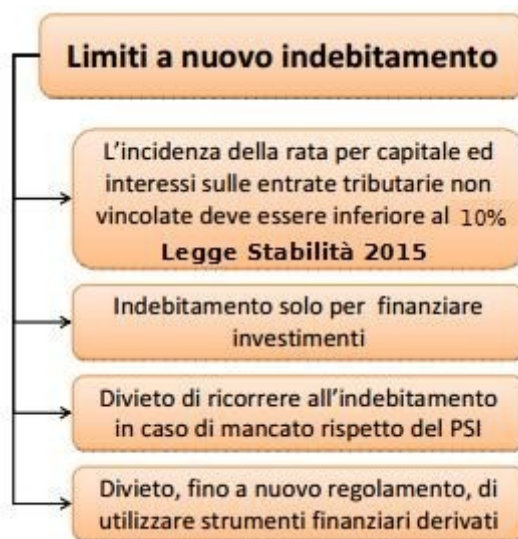 Limiti a nuovo indebitamento
L'incidenza della rata per capitale ed
interessi sulle entrate tributarie non
vincolate deve essere inferiore al 10%
Legge Stabilità 2015
Indebitamento solo per finanziare
investimenti
Divieto di ricorrere all'indebitamento
in caso di mancato rispetto del PSI
Divieto, fino a nuovo regolamento, di
utilizzare strumenti finanziari derivati